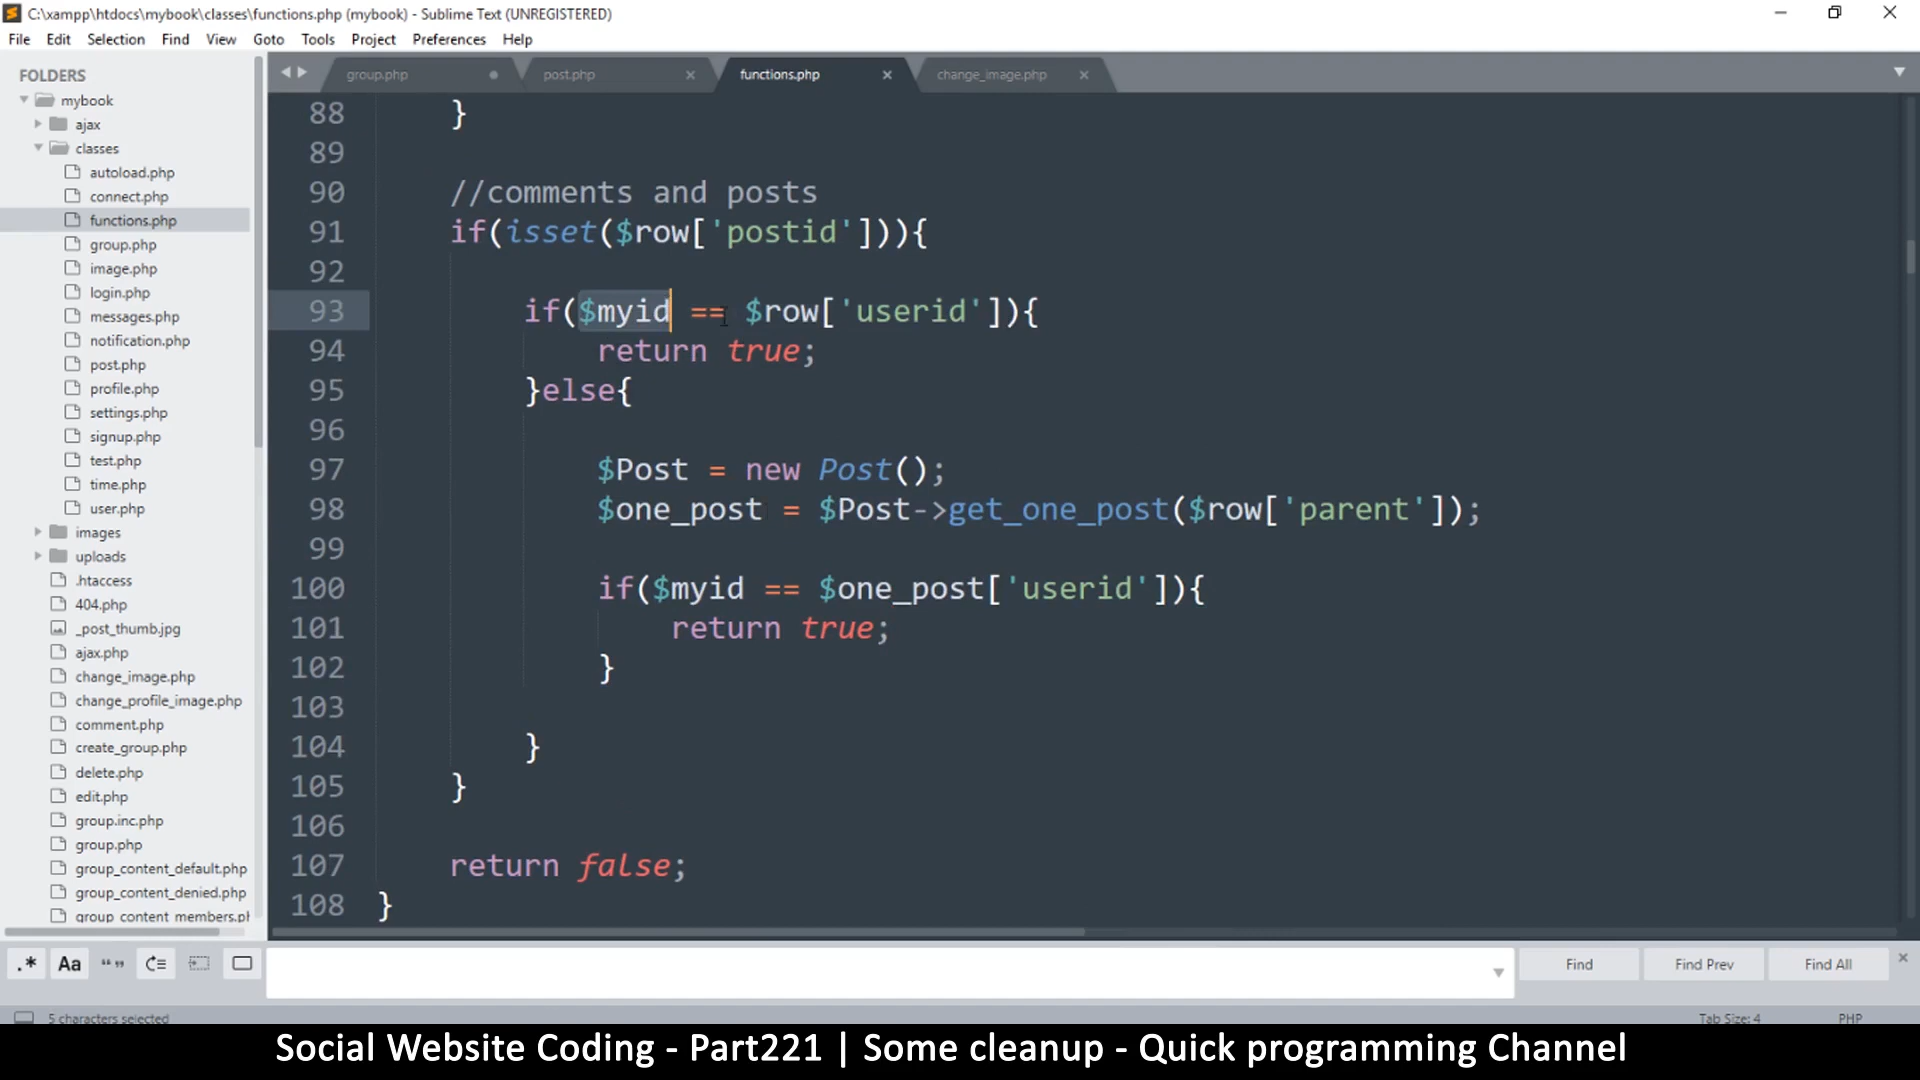 C:\xampp\htdocs\mybook\classes\functions.php (mybook) - Sublime Text (UNREGISTERED)
File Edit Selection Find View Goto Tools Project Preferences Help
FOLDERS
mybook
ajax
classes
autoload.php
connect.php
functions.php
group.php
image.php
login.php
messages.php
notification.php
post.php
profile.php
settings.php
signup.php
test.php
time.php
user.php
images
uploads
.htaccess
404.php
_post_thumb.jpg
ajax.php
change_image.php
change_profile_image.php
comment.php
create_group.php
delete.php
edit.php
group.inc.php
group.php
group_content_default.php
group_content_denied.php
group_content_members.ph
group.php post.php functions.php change_image.php
88 }
89
90 //comments and posts
91 if(isset($row['postid'])){
92
93 if($myid == $row['userid']){
94 return true;
95 }else{
96
97 $Post = new Post();
98 $one_post = $Post->get_one_post($row['parent']);
99
100 if($myid == $one_post['userid']){
101 return true;
102 }
103
104 }
105 }
106
107 return false;
108 }
.* Aa “” Find Find Prev Find All
5 characters selected Tab Size: 4 PHP
Social Website Coding - Part221 | Some cleanup - Quick programming Channel